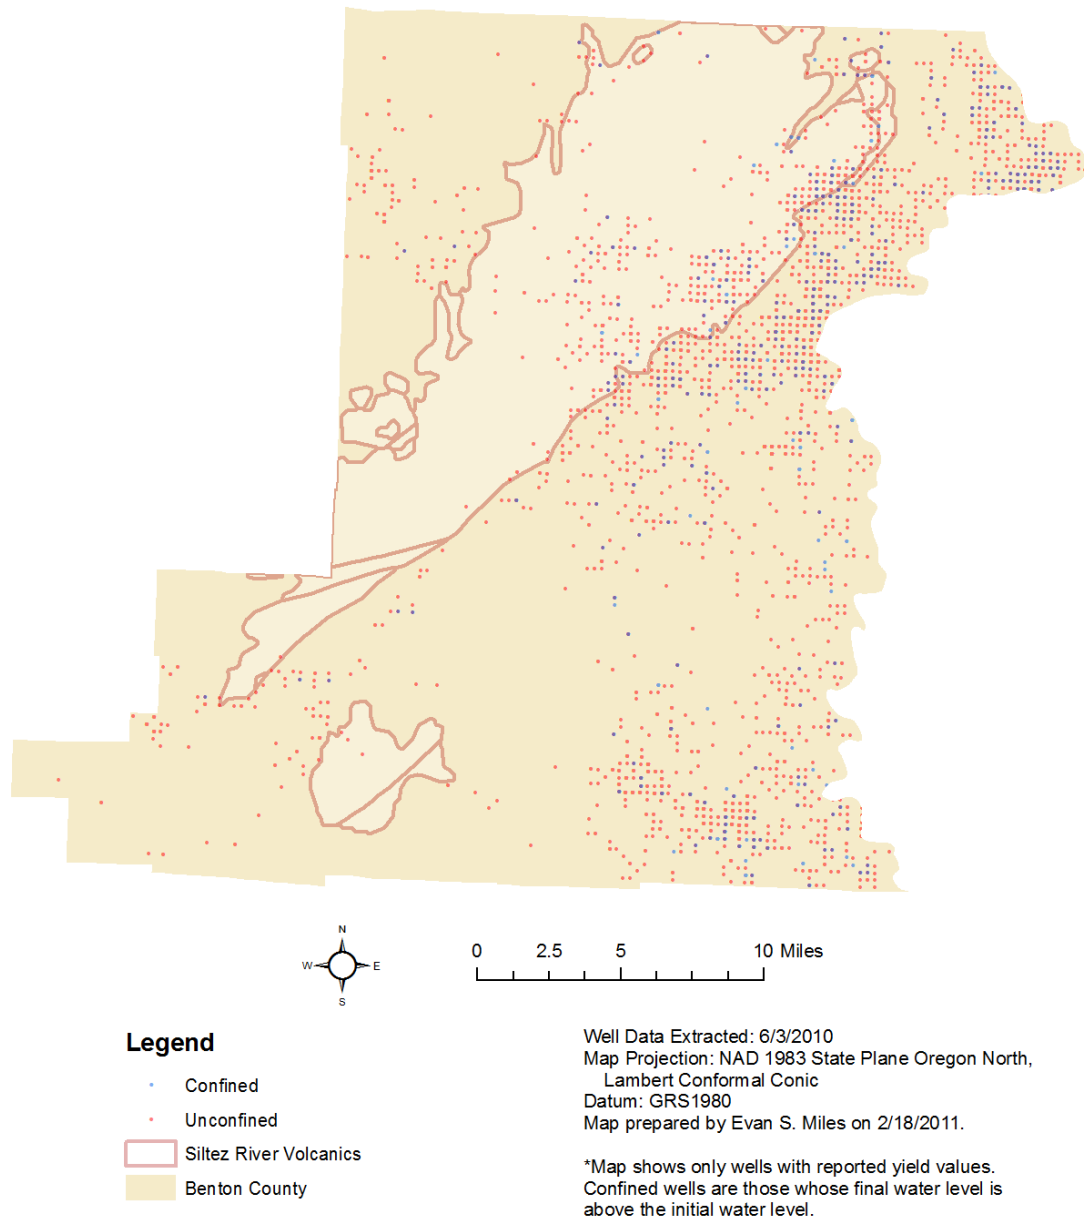 N
W E
S
0 2.5 5 10 Miles
Legend
Confined
Unconfined
Siltez River Volcanics
Benton County
Well Data Extracted: 6/3/2010
Map Projection: NAD 1983 State Plane Oregon North,
Lambert Conformal Conic
Datum: GRS1980
Map prepared by Evan S. Miles on 2/18/2011.
*Map shows only wells with reported yield values.
Confined wells are those whose final water level is
above the initial water level.